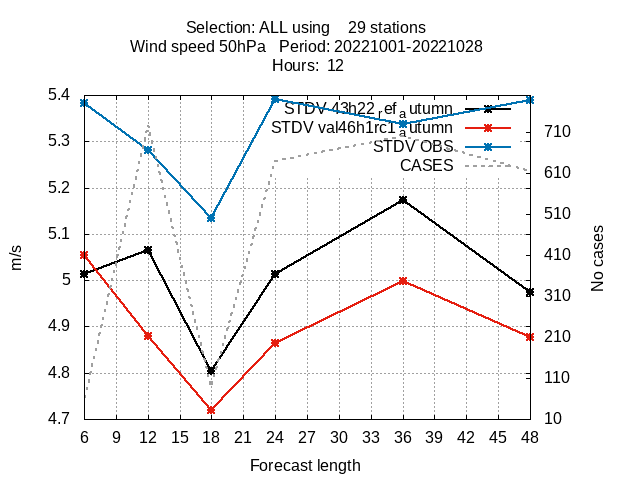 Selection: ALL using    29 stations
Wind speed 50hPa   Period: 20221001-20221028
Hours:  12
STDV 43h22_ref_autumn
STDV val46h1rc1_autumn
STDV OBS
CASES
5.4
5.3
5.2
5.1
5
4.9
4.8
4.7
m/s
710
610
510
410
310
210
110
10
No cases
6 9 12 15 18 21 24 27 30 33 36 39 42 45 48
Forecast length